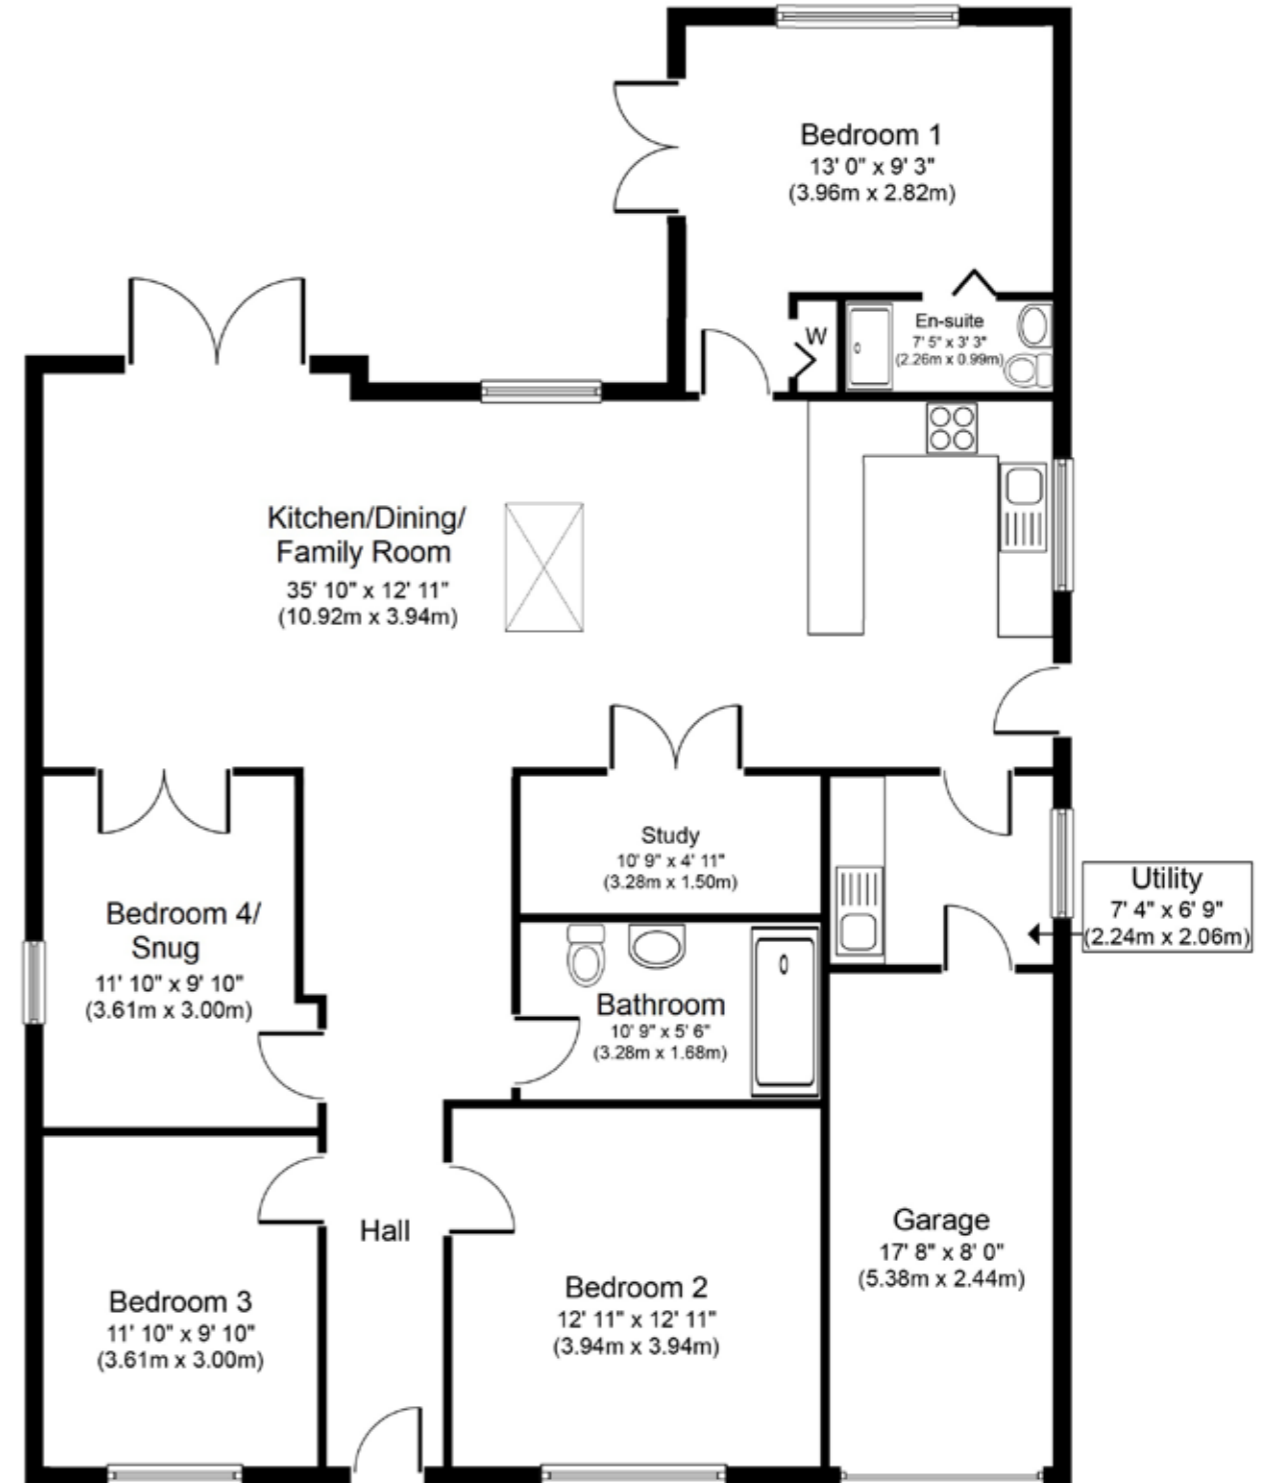 Bedroom 1
13' 0" x 9' 3"
(3.96m x 2.82m)
W
En-suite
7' 5" x 3' 3"
(2.26m x 0.99m)
Kitchen/Dining/
Family Room
35' 10" x 12' 11"
(10.92m x 3.94m)
Study
10' 9" x 4' 11"
(3.28m x 1.50m)
Utility
7' 4" x 6' 9"
(2.24m x 2.06m)
Bedroom 4/
Snug
11' 10" x 9' 10"
(3.61m x 3.00m)
Bathroom
10' 9" x 5' 6"
(3.28m x 1.68m)
Hall
Garage
17' 8" x 8' 0"
(5.38m x 2.44m)
Bedroom 3
11' 10" x 9' 10"
(3.61m x 3.00m)
Bedroom 2
12' 11" x 12' 11"
(3.94m x 3.94m)